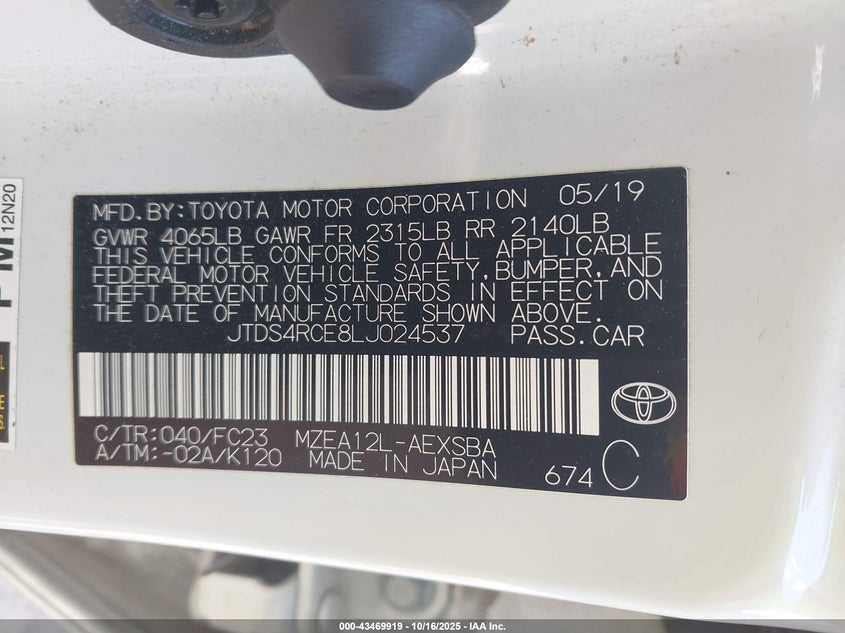 MFD.BY:TOYOTA MOTOR CORPORATION 05/19
GVWR 4065LB GAWR FR 2315LB RR 2140LB
THIS VEHICLE CONFORMS TO ALL APPLICABLE
FEDERAL MOTOR VEHICLE SAFETY,BUMPER,AND
THEFT PREVENTION STANDARDS IN EFFECT ON
THE DATE OF MANUFACTURE SHOWN ABOVE.
JTDS4RCE8LJ024537 PASS.CAR
C/TR:040/FC23 MZEA12L-AEXSBA
A/TM:-02A/K120 MADE IN JAPAN
674 C
12N20
000-43469919 - 10/16/2025 - IAA Inc.